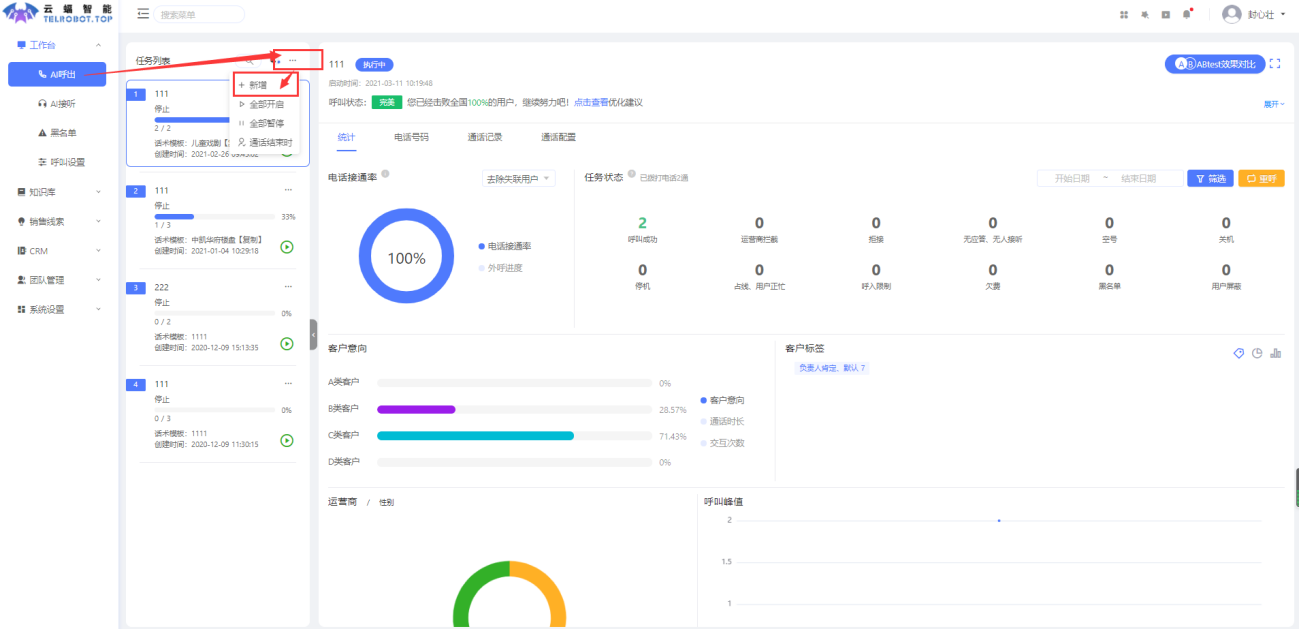 云蝠智能
TELROBOT.TOP
搜索菜单
封心壮
工作台
AI呼出
AI接听
黑名单
呼叫设置
知识库
销售线索
CRM
团队管理
系统设置
任务列表
+ 新增
全部开启
全部暂停
通话结束时
1
111
停止
2 / 2
话术模板：儿童戏剧【
创建时间：2021-02-26 09:45:02
2
111
停止
33%
1 / 3
话术模板：中凯华府楼盘【复制】
创建时间：2021-01-04 10:29:18
3
222
停止
0%
0 / 2
话术模板：1111
创建时间：2020-12-09 15:13:35
4
111
停止
0%
0 / 3
话术模板：1111
创建时间：2020-12-09 11:30:15
111 执行中
启动时间：2021-03-11 10:19:48
呼叫状态： 完美 您已经击败全国100%的用户，继续努力吧！点击查看优化建议
ABtest效果对比
展开
统计 电话号码 通话记录 通话配置
电话接通率
去除失联用户
100%
电话接通率
外呼进度
任务状态 已拨打电话2通
开始日期 ~ 结束日期 筛选 重呼
2 0 0 0 0 0
呼叫成功 运营商拦截 拒接 无应答、无人接听 空号 关机
0 0 0 0 0 0
停机 占线、用户正忙 呼入限制 欠费 黑名单 用户屏蔽
客户意向
A类客户 0%
B类客户 28.57%
C类客户 71.43%
D类客户 0%
客户意向
通话时长
交互次数
客户标签
负责人肯定、默认 7
运营商 / 性别
呼叫峰值
2
1.5
1